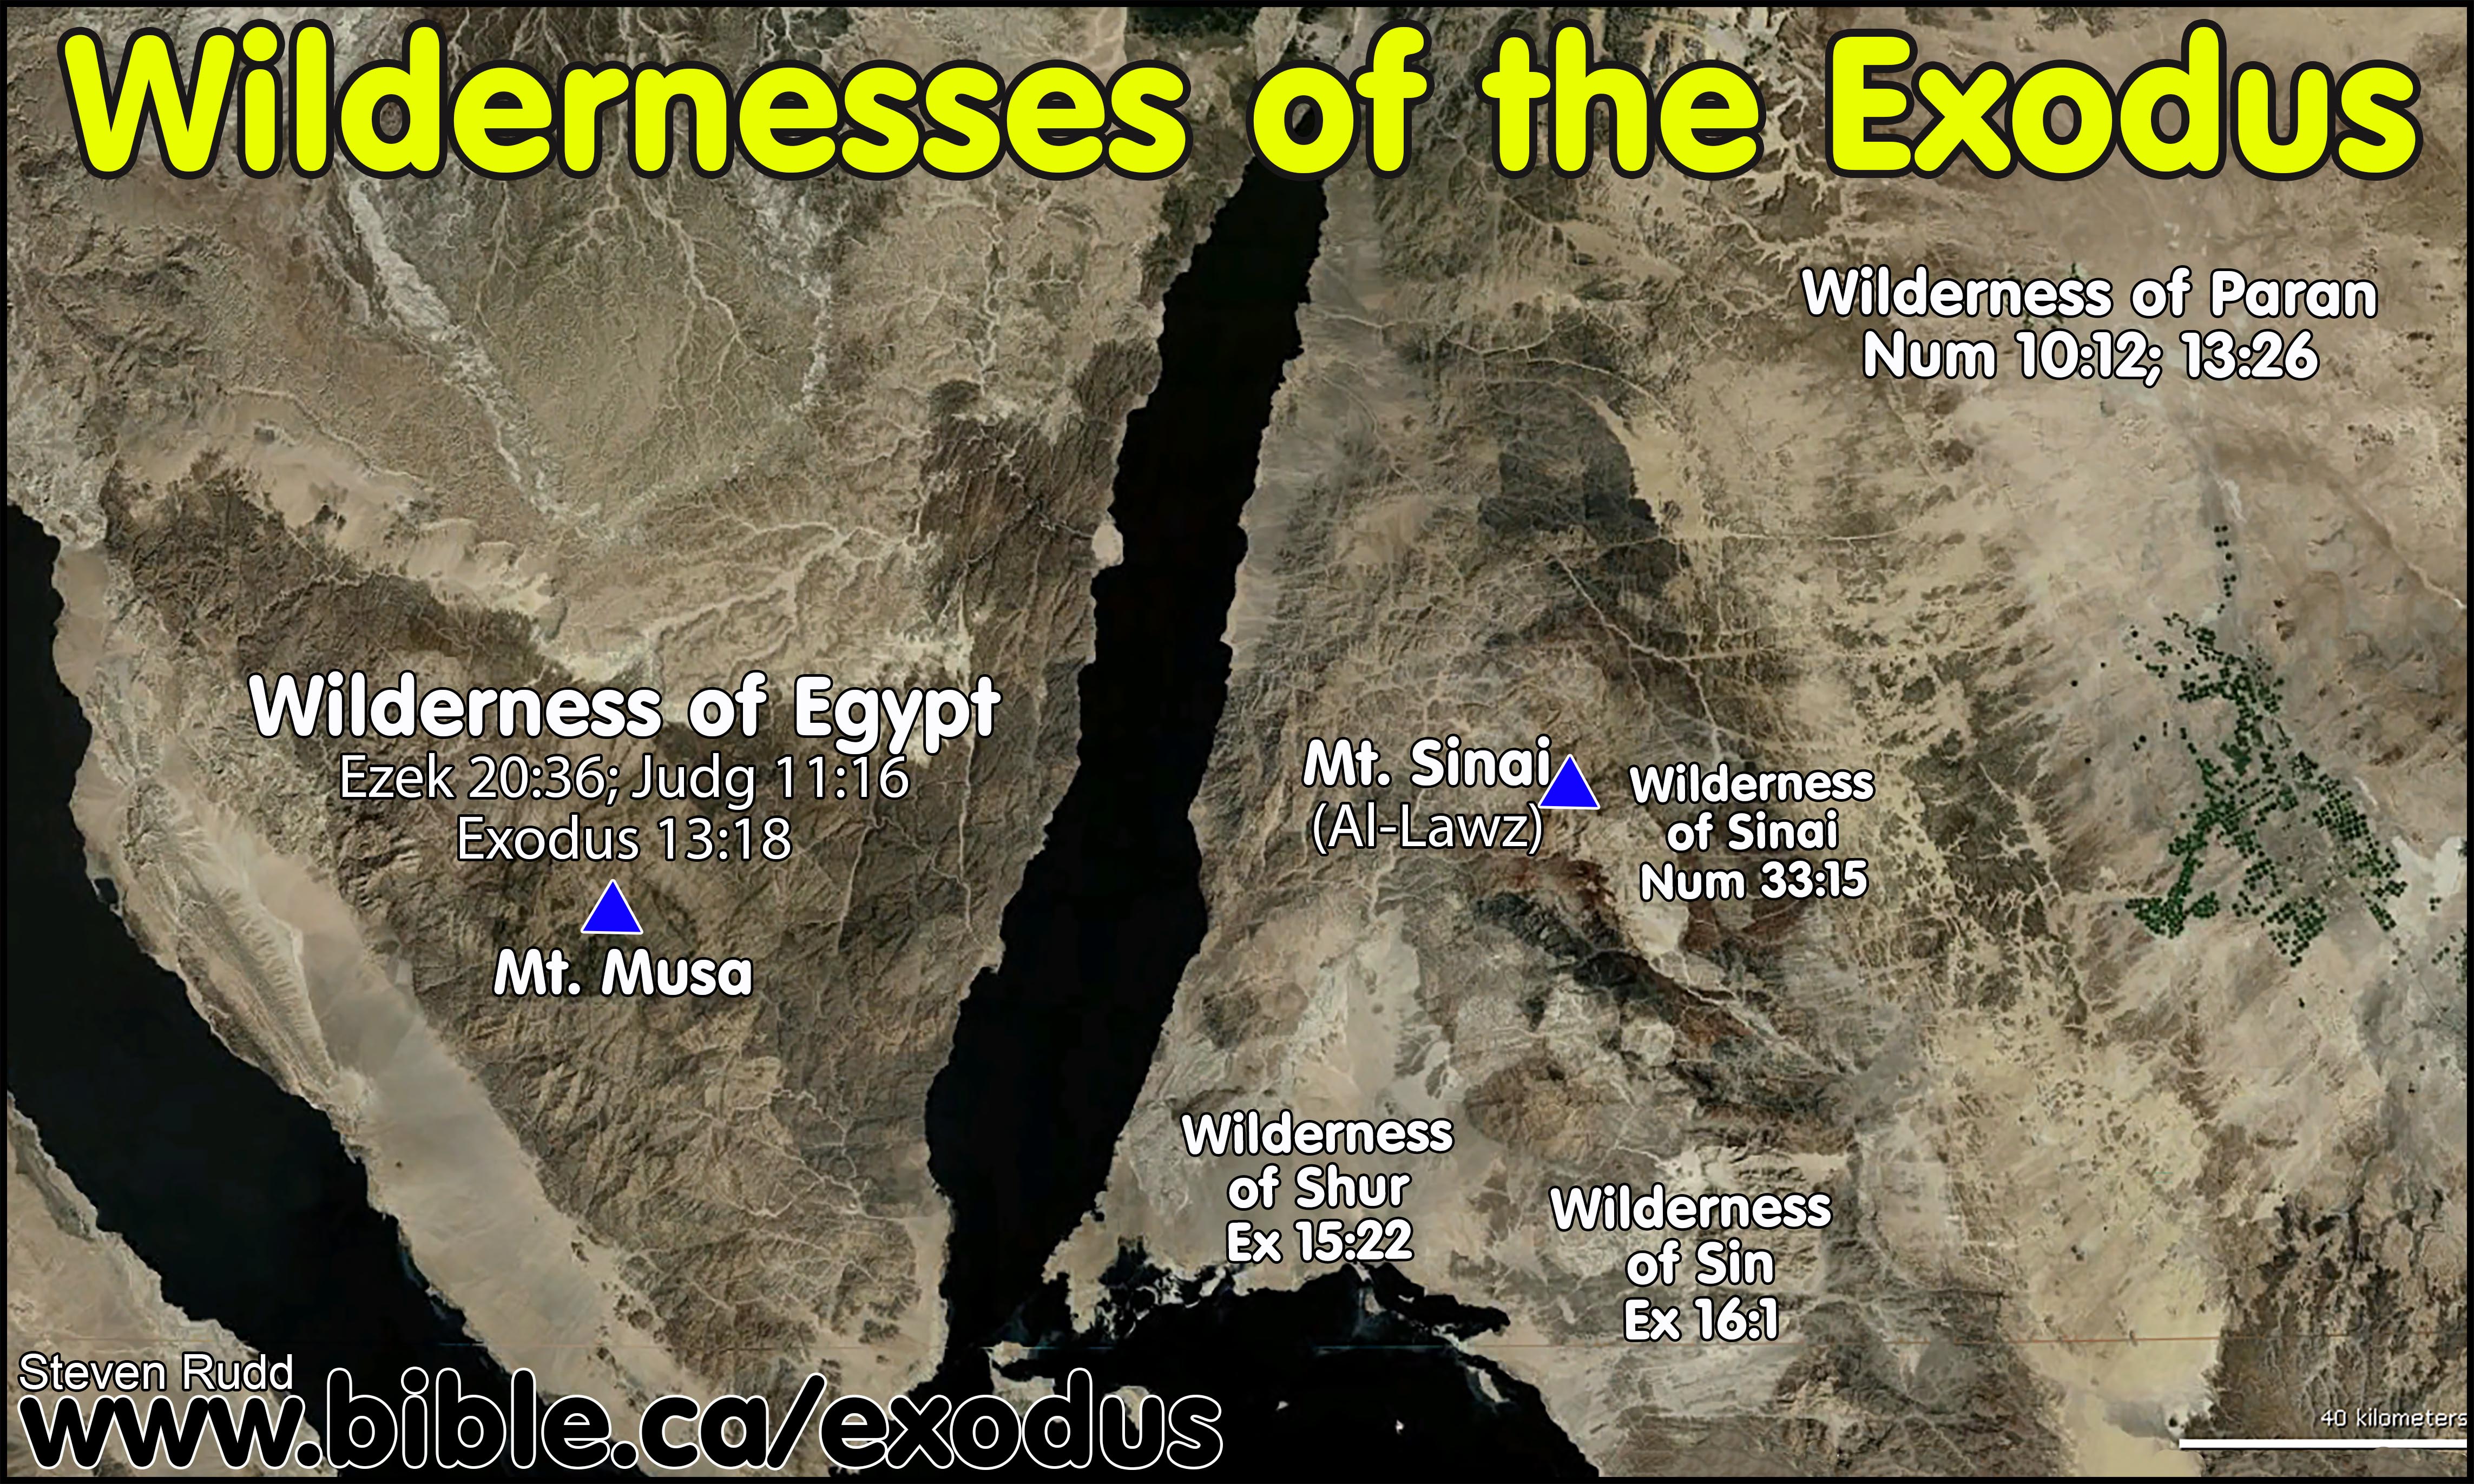 Wildernesses of the Exodus
Wilderness of Paran
Num 10:12; 13:26
Wilderness of Egypt
Ezek 20:36; Judg 11:16
Exodus 13:18
Mt. Musa
Mt. Sinai
(Al-Lawz)
Wilderness
of Sinai
Num 33:15
Wilderness
of Shur
Ex 15:22
Wilderness
of Sin
Ex 16:1
Steven Rudd
www.bible.ca/exodus
40 kilometers